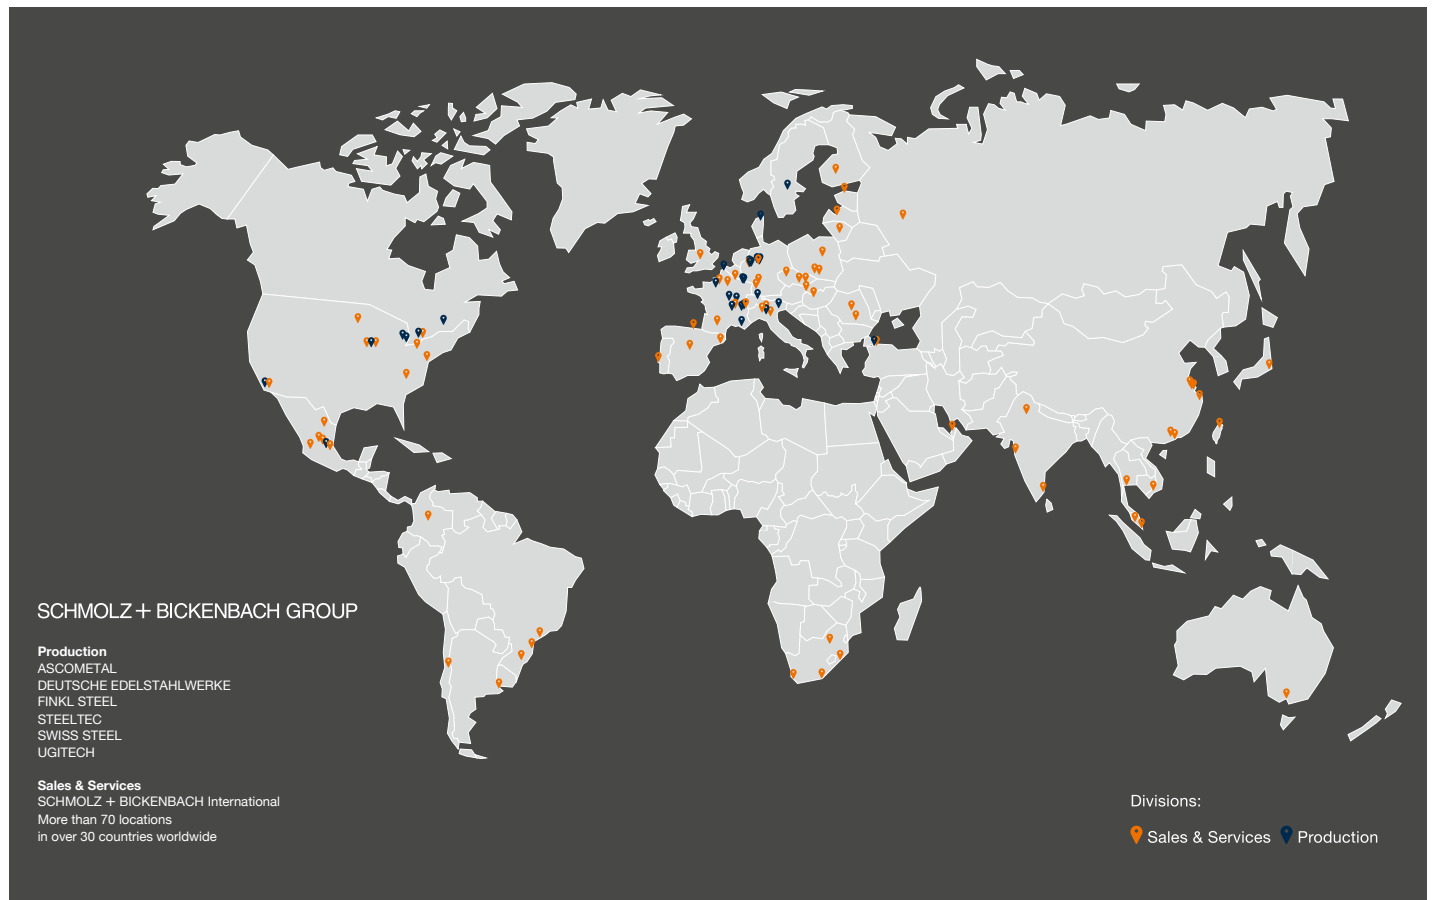 SCHMOLZ + BICKENBACH GROUP
Production
ASCOMETAL
DEUTSCHE EDELSTAHLWERKE
FINKL STEEL
STEELTEC
SWISS STEEL
UGITECH
Sales & Services
SCHMOLZ + BICKENBACH International
More than 70 locations
in over 30 countries worldwide
Divisions:
Sales & Services Production